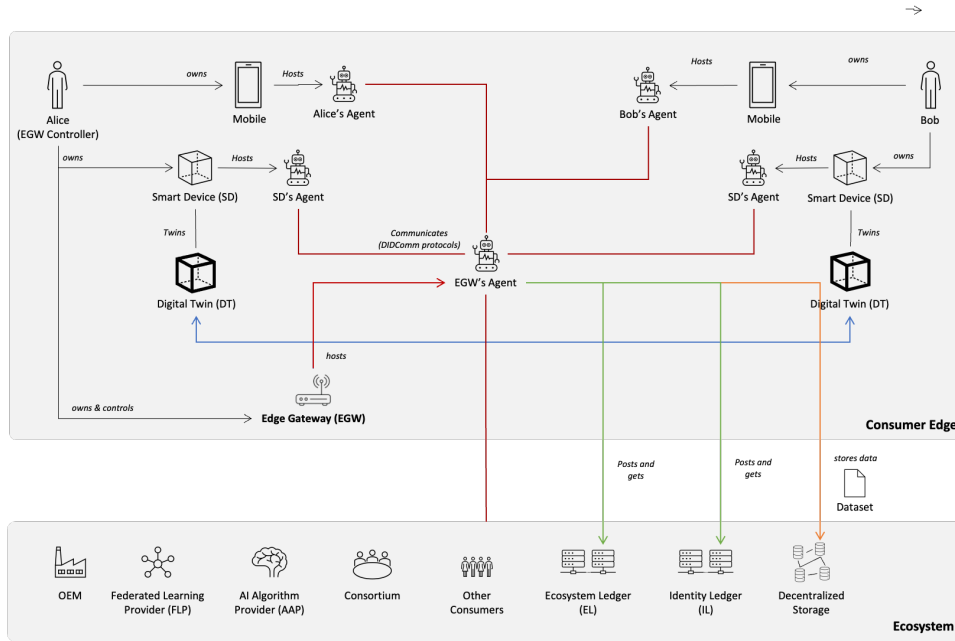 owns
Hosts
Hosts
owns
Alice
(EGW Controller)
Mobile
Alice's Agent
Bob's Agent
Mobile
Bob
owns
Hosts
Hosts
owns
Smart Device (SD)
SD's Agent
SD's Agent
Smart Device (SD)
Twins
Communicates
(DIDComm protocols)
Twins
EGW's Agent
Digital Twin (DT)
Digital Twin (DT)
hosts
owns & controls
Edge Gateway (EGW)
Consumer Edge
Posts and
gets
Posts and
gets
stores data
Dataset
OEM
Federated Learning
Provider (FLP)
AI Algorithm
Provider (AAP)
Consortium
Other
Consumers
Ecosystem Ledger
(EL)
Identity Ledger
(IL)
Decentralized
Storage
Ecosystem